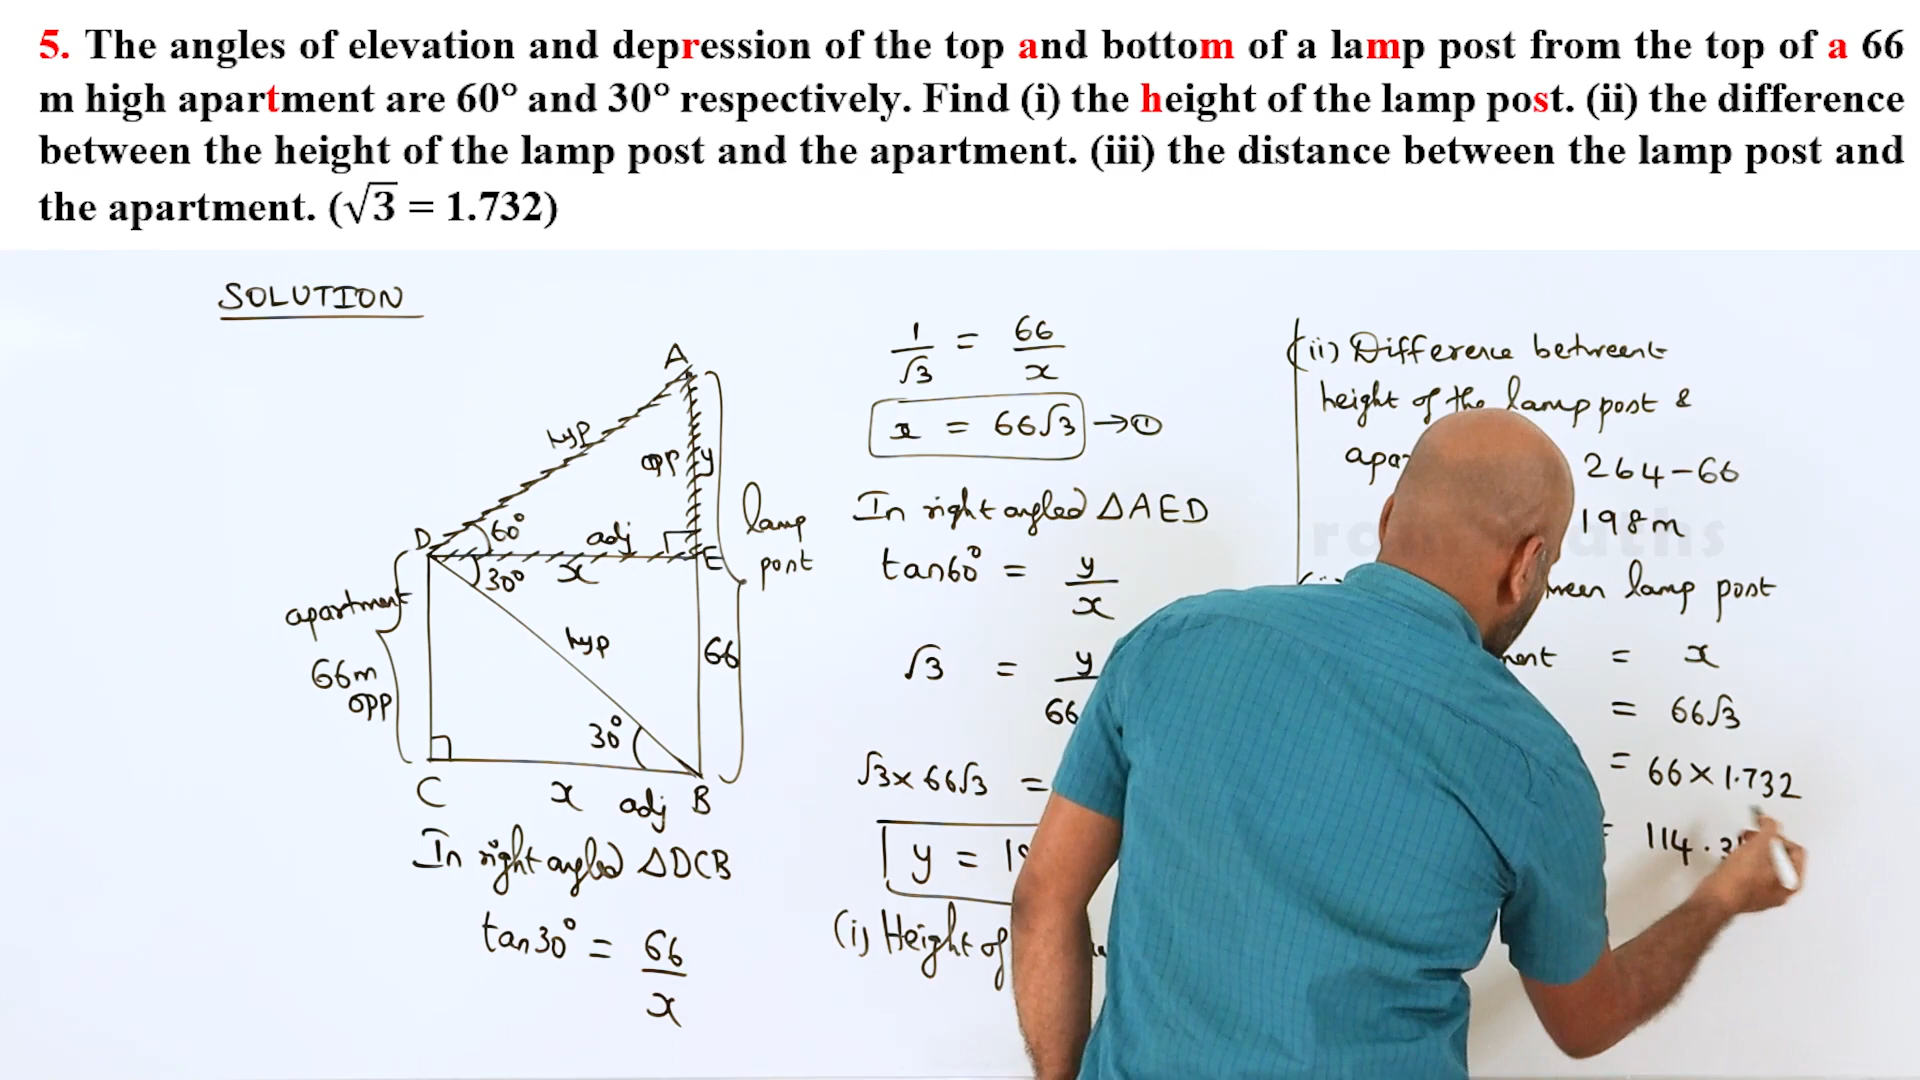 5. The angles of elevation and depression of the top and bottom of a lamp post from the top of a 66
m high apartment are 60° and 30° respectively. Find (i) the height of the lamp post. (ii) the difference
between the height of the lamp post and the apartment. (iii) the distance between the lamp post and
the apartment. (√3 = 1.732)
SOLUTION
A
hyp
opp y
D 60° adj E
30° x
lamp
post
apartment
66m
opp
hyp
66
30°
C x adj B
In right angled ΔDCB
tan30° = 66/x
1/√3 = 66/x
x = 66√3 → ①
In right angled ΔAED
tan60° = y/x
√3 = y/66
√3 × 66√3 =
y = 19
(i) Height of
(ii) Difference betweent
height of the lamp post &
264 - 66
198m
lamp post
= x
= 66√3
= 66 × 1.732
114.3